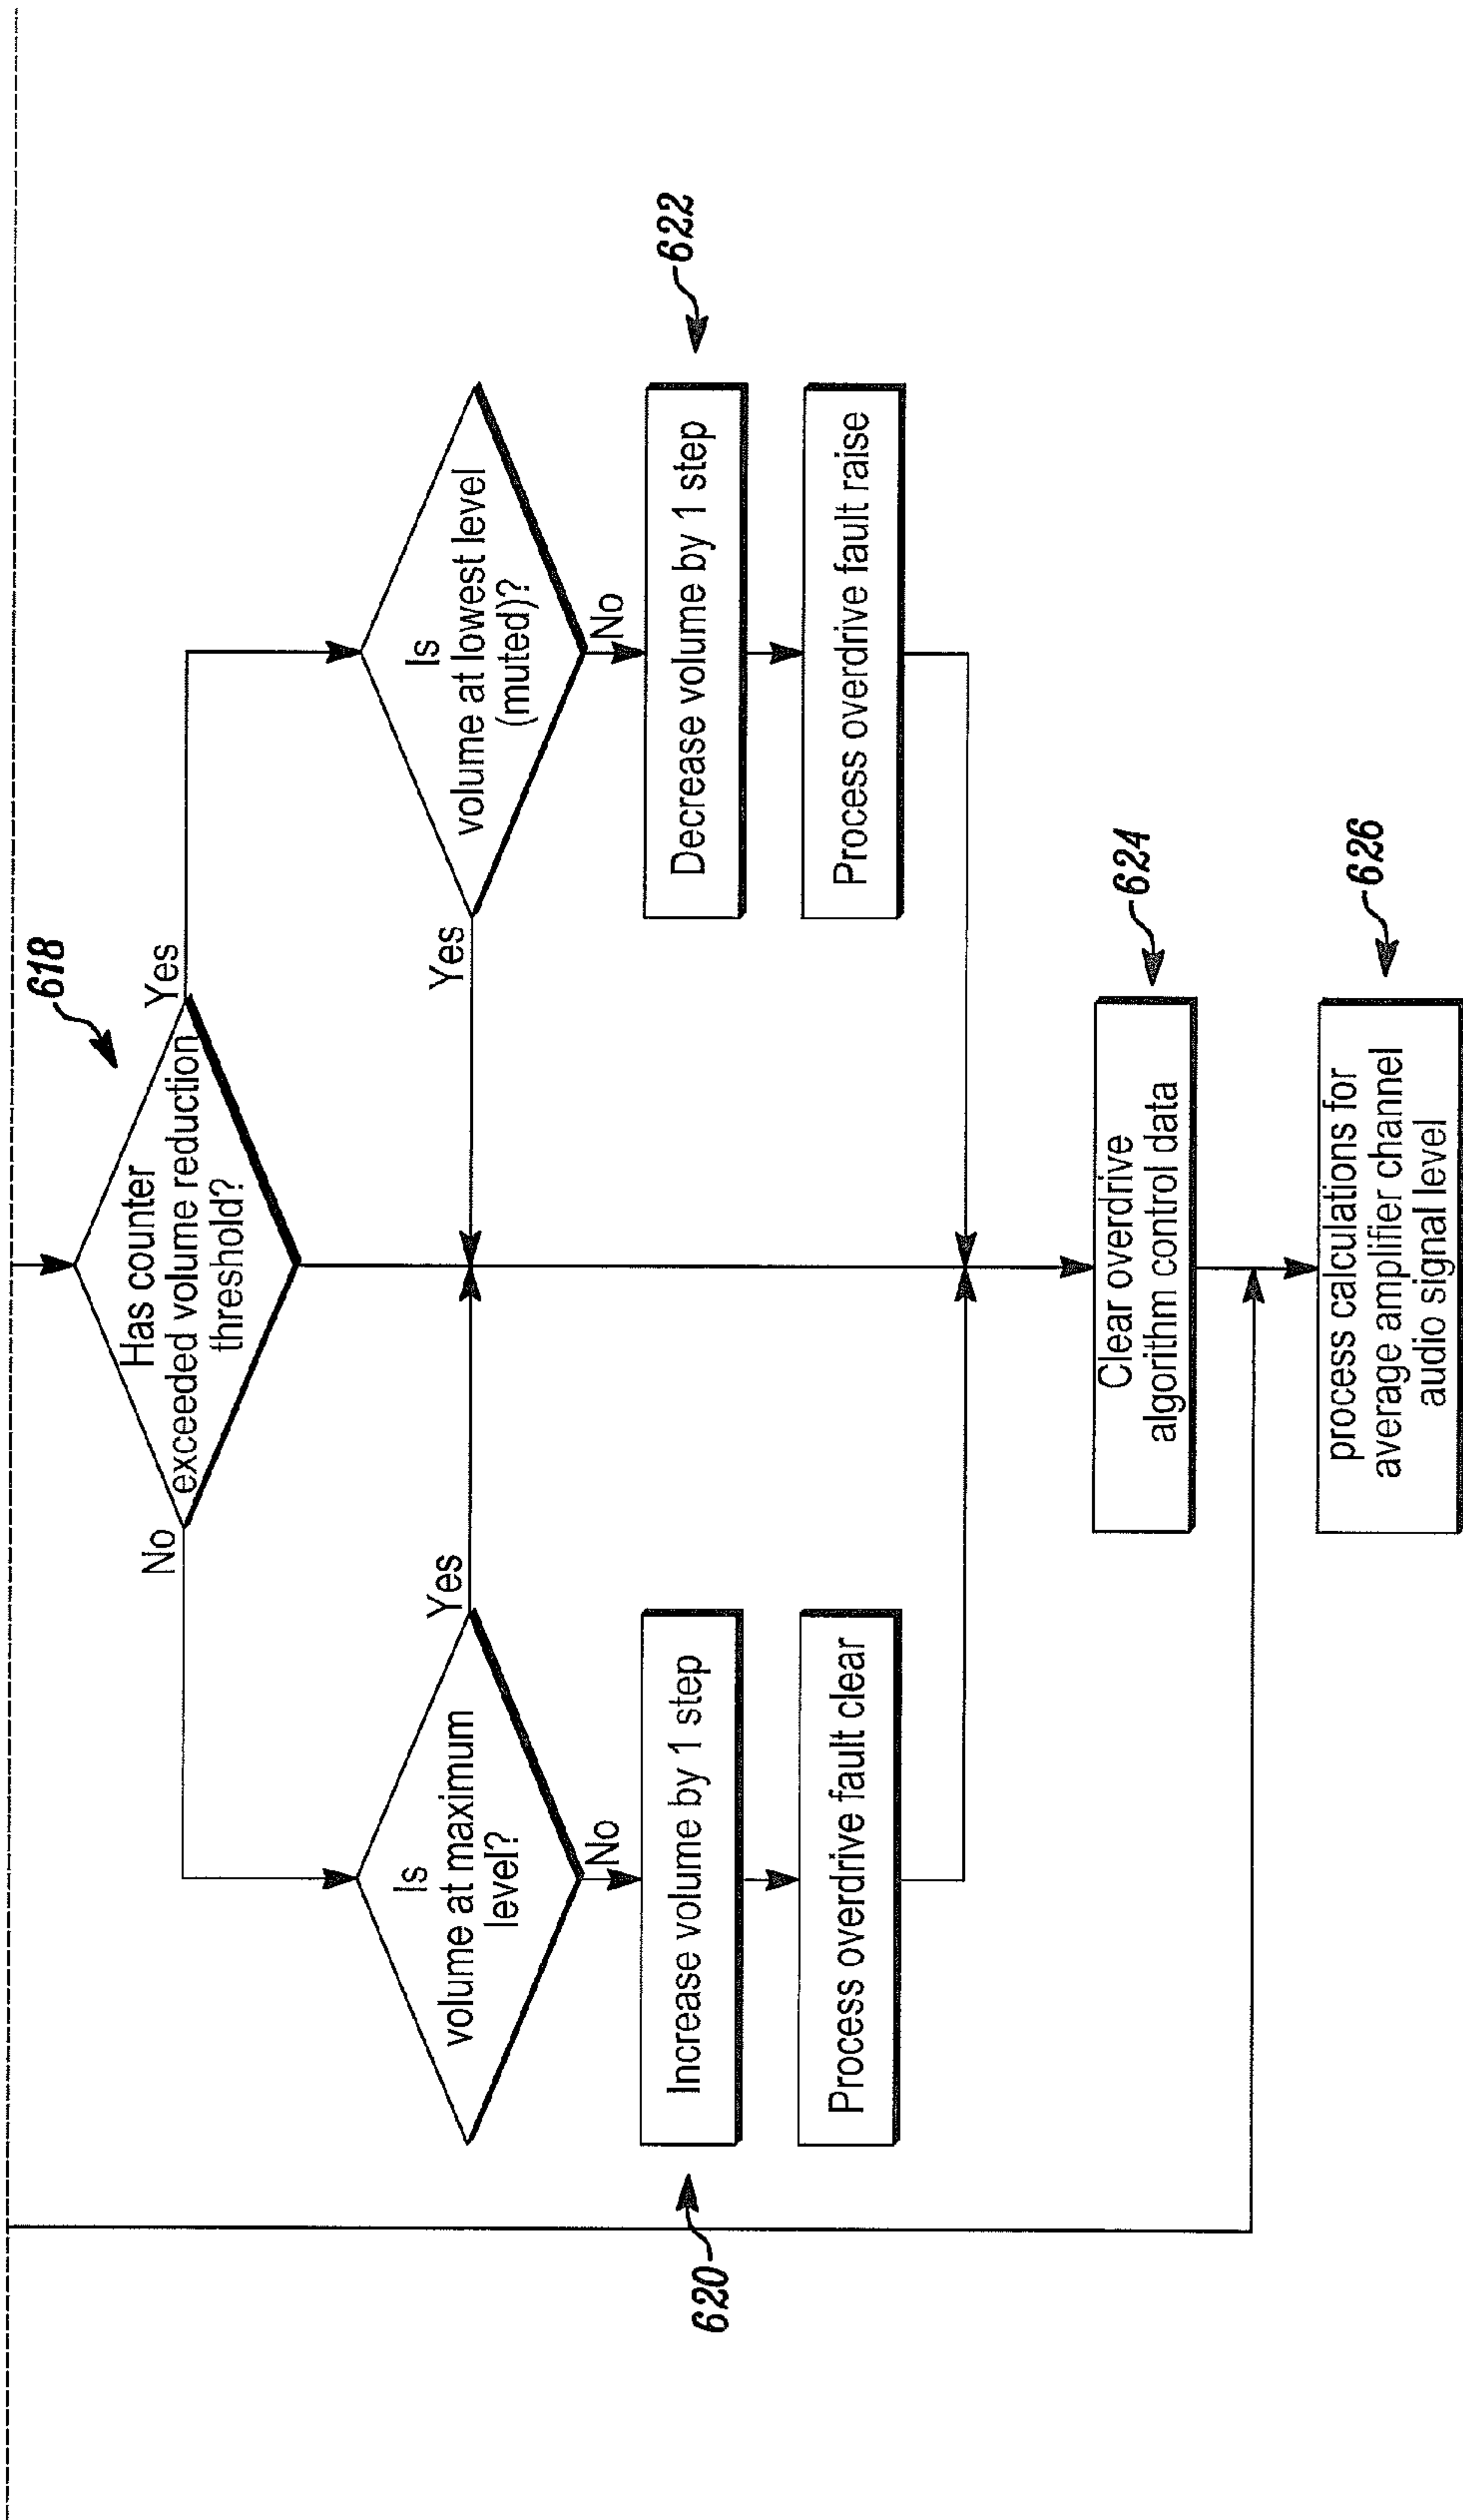 618
Has counter
exceeded volume reduction
threshold?
No
Yes
Is
volume at maximum
level?
Yes
No
Is
volume at lowest level
(muted)?
Yes
No
620
Increase volume by 1 step
Process overdrive fault clear
622
Decrease volume by 1 step
Process overdrive fault raise
624
Clear overdrive
algorithm control data
626
process calculations for
average amplifier channel
audio signal level